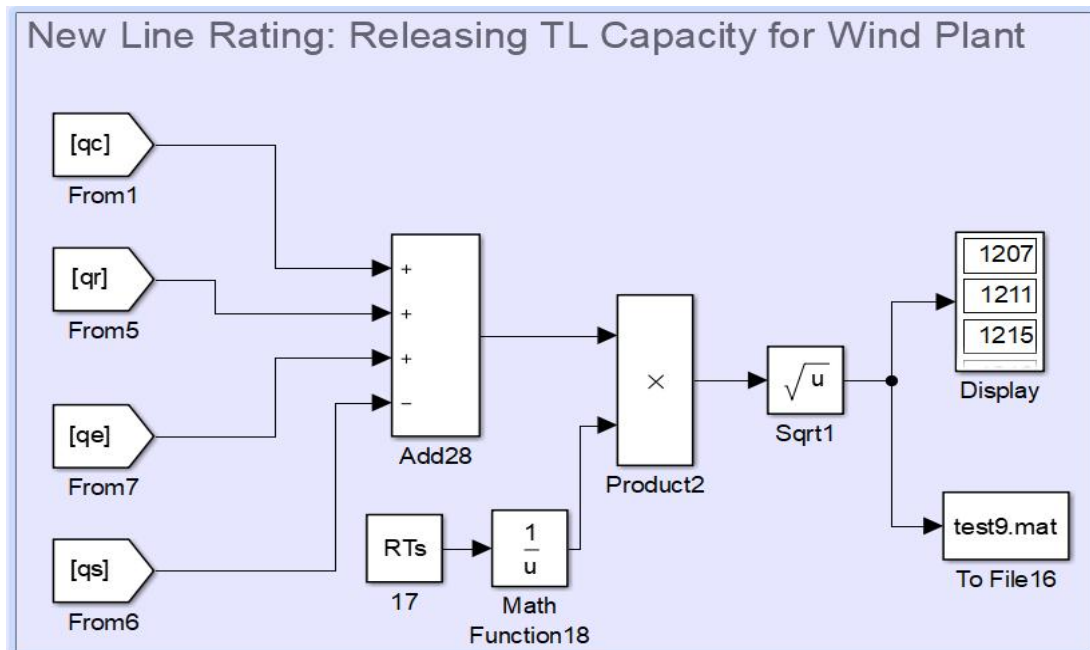 New Line Rating: Releasing TL Capacity for Wind Plant
[qc]
From1
[qr]
From5
[qe]
From7
[qs]
From6
+
+
+
−
Add28
RTs
17
1
u
Math
Function18
×
Product2
√u
Sqrt1
1207
1211
1215
Display
test9.mat
To File16